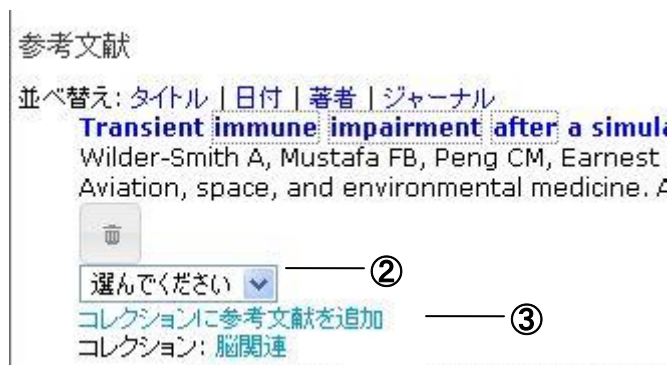 参考文献
並べ替え: タイトル | 日付 | 著者 | ジャーナル
Transient immune impairment after a simula
Wilder-Smith A, Mustafa FB, Peng CM, Earnest
Aviation, space, and environmental medicine. A
選んでください ②
コレクションに参考文献を追加 ③
コレクション: 脳関連